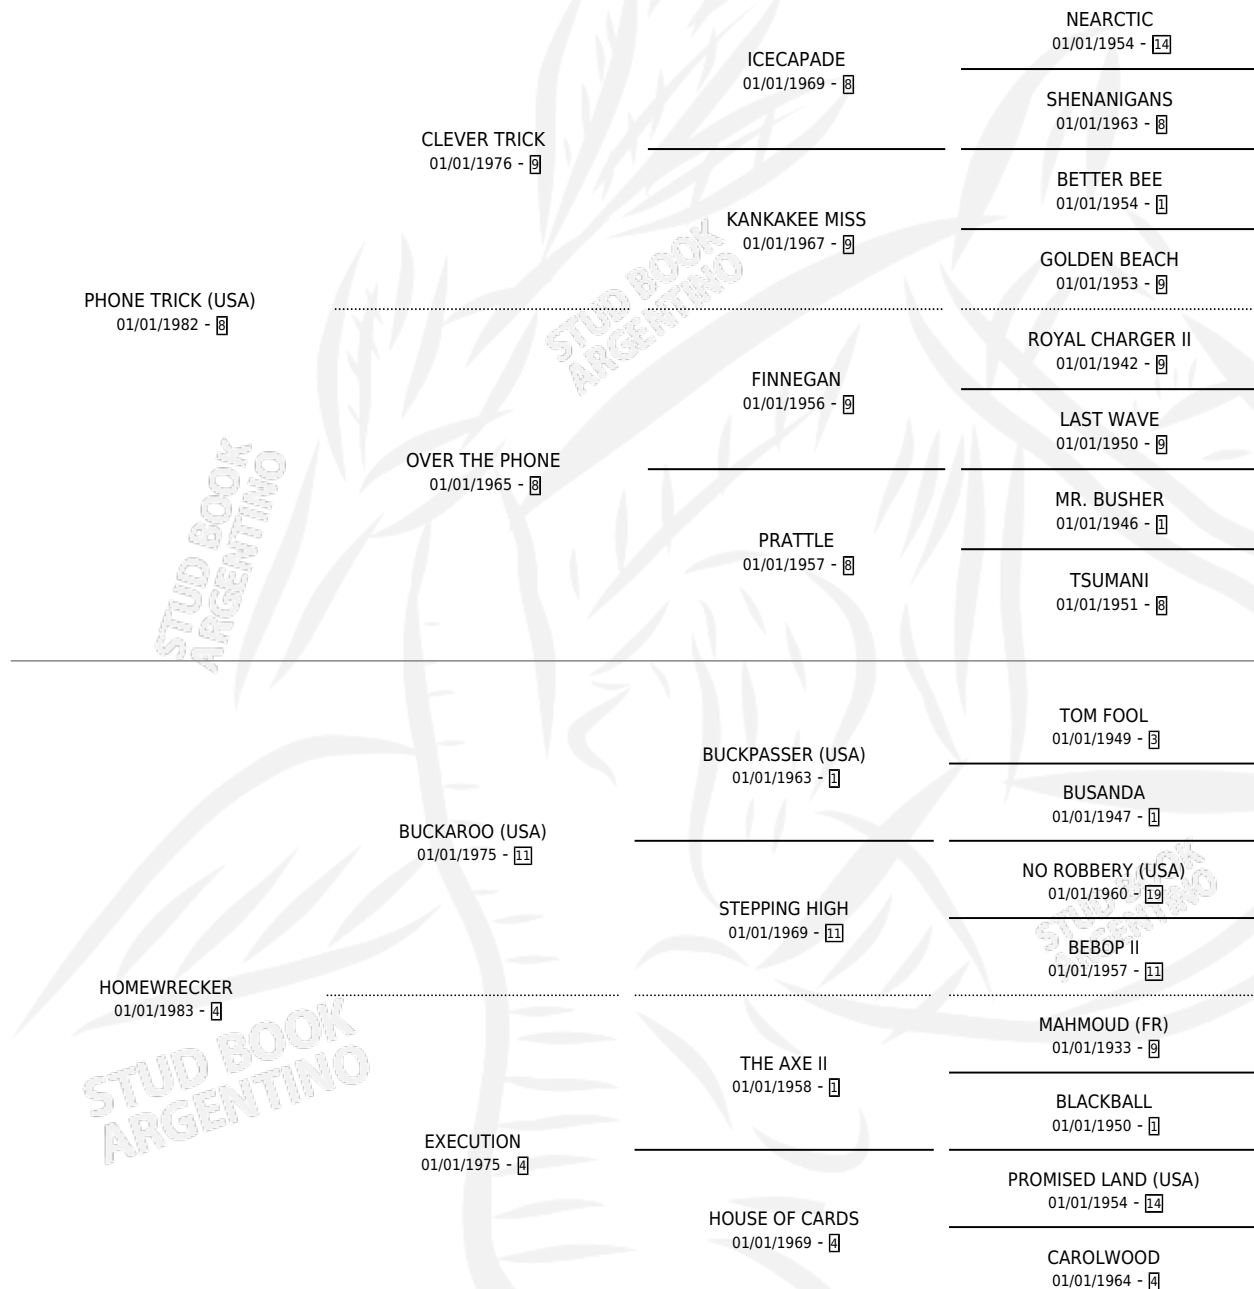 NEARCTIC
01/01/1954 - 14
ICECAPADE
01/01/1969 - 8
SHENANIGANS
01/01/1963 - 8
CLEVER TRICK
01/01/1976 - 9
BETTER BEE
01/01/1954 - 1
KANKAKEE MISS
01/01/1967 - 9
GOLDEN BEACH
01/01/1953 - 9
PHONE TRICK (USA)
01/01/1982 - 8
ROYAL CHARGER II
01/01/1942 - 9
FINNEGAN
01/01/1956 - 9
LAST WAVE
01/01/1950 - 9
OVER THE PHONE
01/01/1965 - 8
MR. BUSHER
01/01/1946 - 1
PRATTLE
01/01/1957 - 8
TSUMANI
01/01/1951 - 8
TOM FOOL
01/01/1949 - 3
BUCKPASSER (USA)
01/01/1963 - 1
BUSANDA
01/01/1947 - 1
BUCKAROO (USA)
01/01/1975 - 11
NO ROBBERY (USA)
01/01/1960 - 19
STEPPING HIGH
01/01/1969 - 11
BEBOP II
01/01/1957 - 11
HOMEWRECKER
01/01/1983 - 4
MAHMOUD (FR)
01/01/1933 - 9
THE AXE II
01/01/1958 - 1
BLACKBALL
01/01/1950 - 1
EXECUTION
01/01/1975 - 4
PROMISED LAND (USA)
01/01/1954 - 14
HOUSE OF CARDS
01/01/1969 - 4
CAROLWOOD
01/01/1964 - 4
STUD BOOK
ARGENTINO
STUD BOOK
ARGENTINO
STUD BOOK
ARGENTINO
STUD BOOK
ARGENTINO